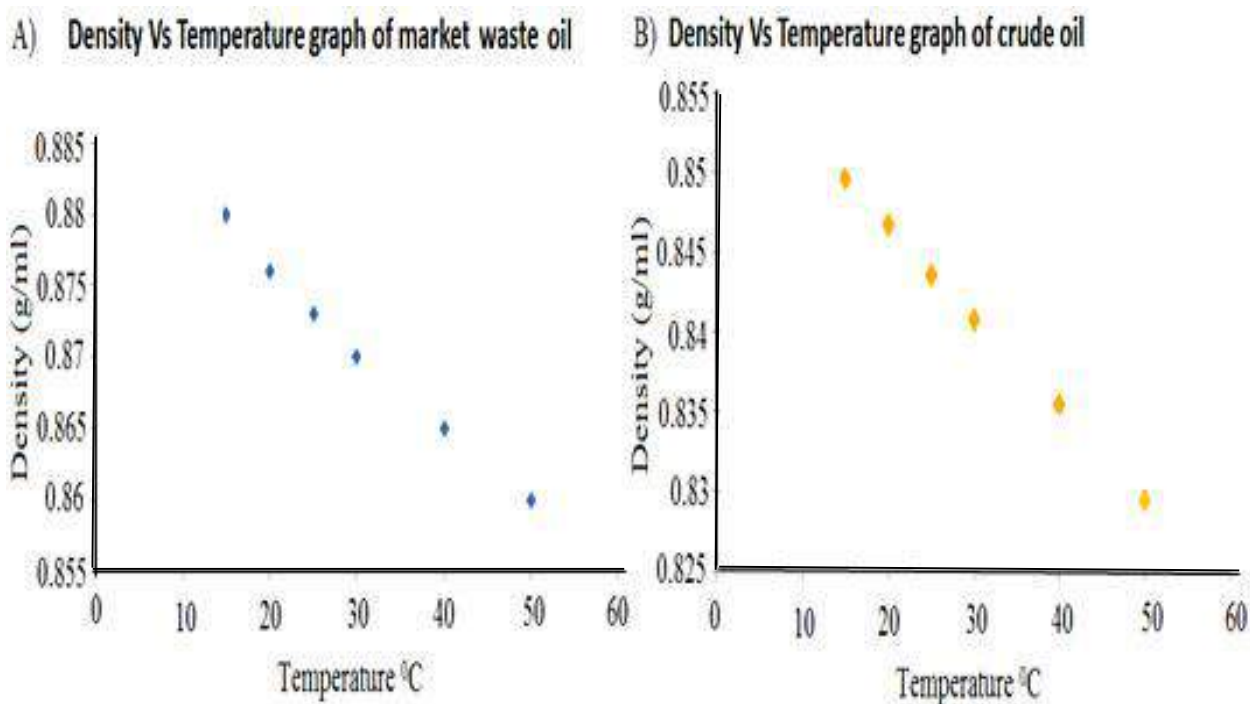 A) Density Vs Temperature graph of market waste oil
0.885
0.88
0.875
0.87
0.865
0.86
0.855
Density (g/ml)
0 10 20 30 40 50 60
Temperature ⁰C
B) Density Vs Temperature graph of crude oil
0.855
0.85
0.845
0.84
0.835
0.83
0.825
Density (g/ml)
0 10 20 30 40 50 60
Temperature ⁰C